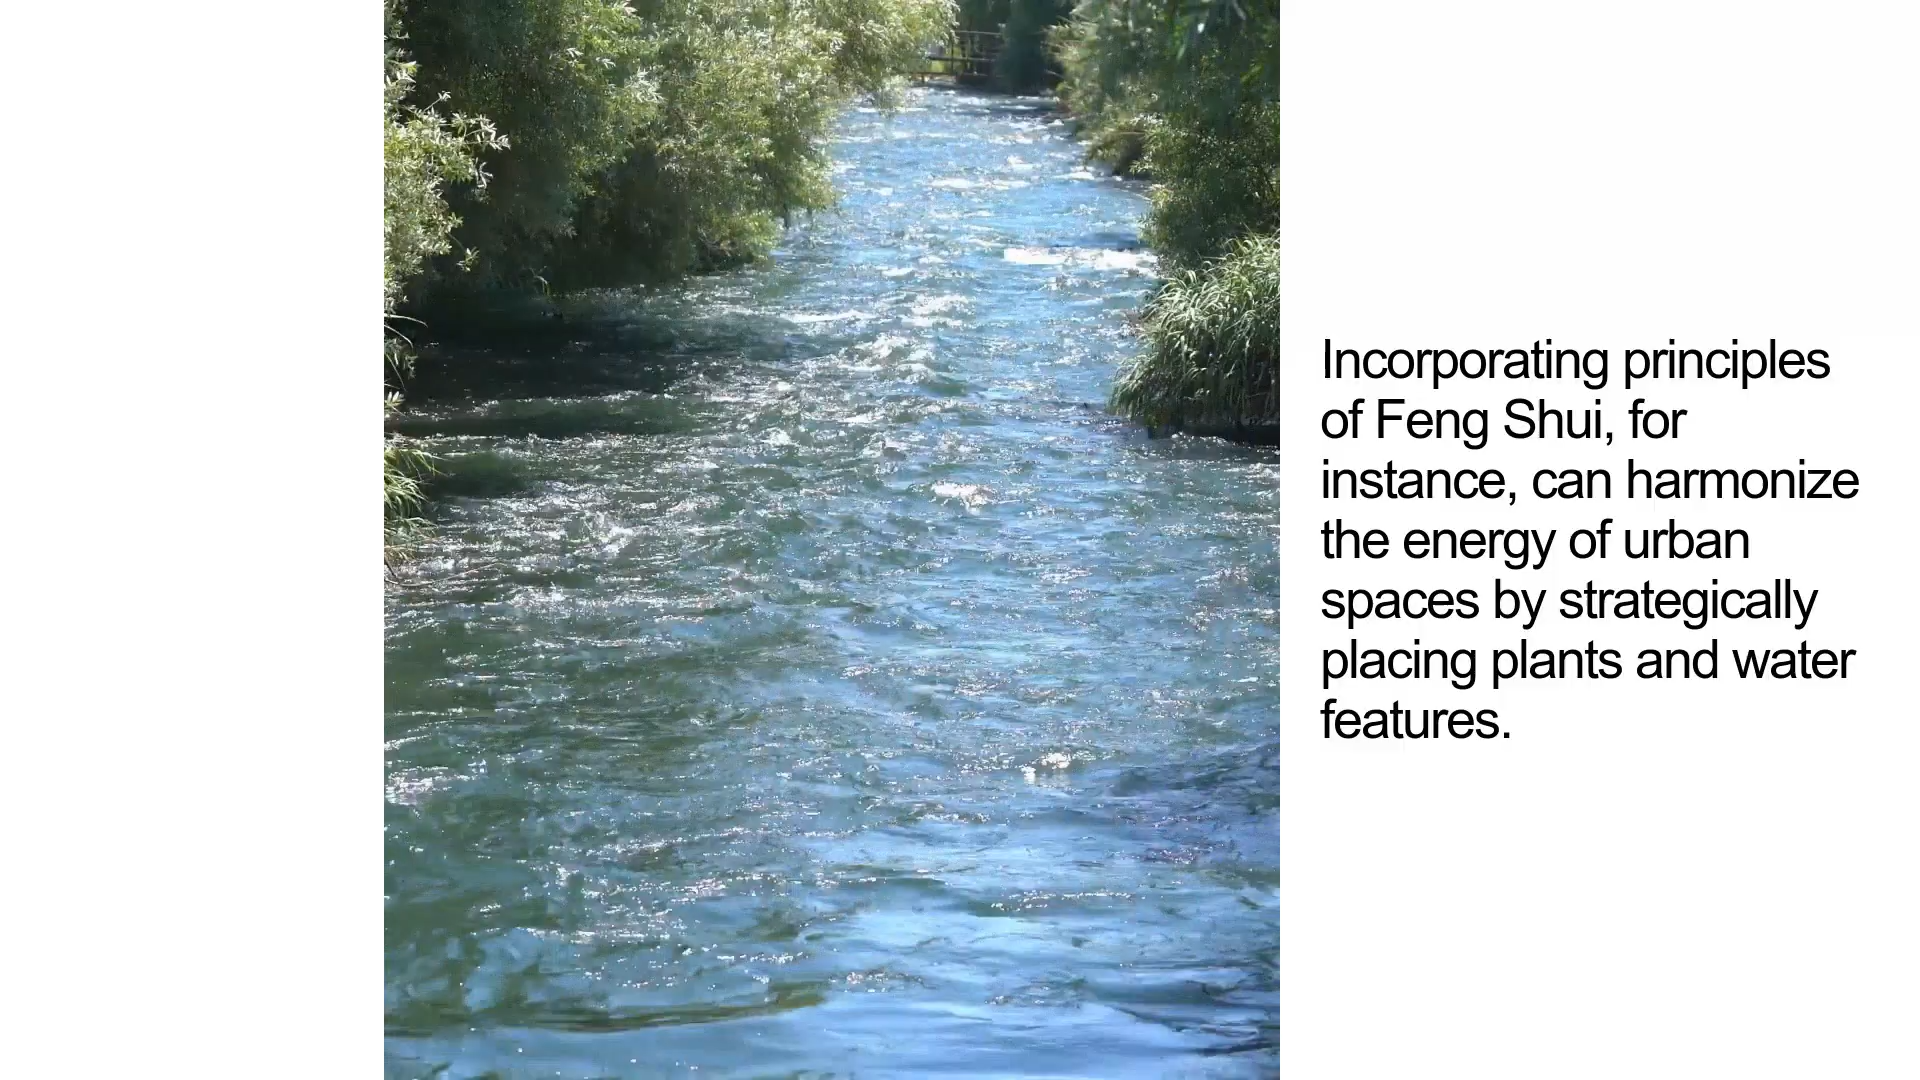 Incorporating principles
of Feng Shui, for
instance, can harmonize
the energy of urban
spaces by strategically
placing plants and water
features.